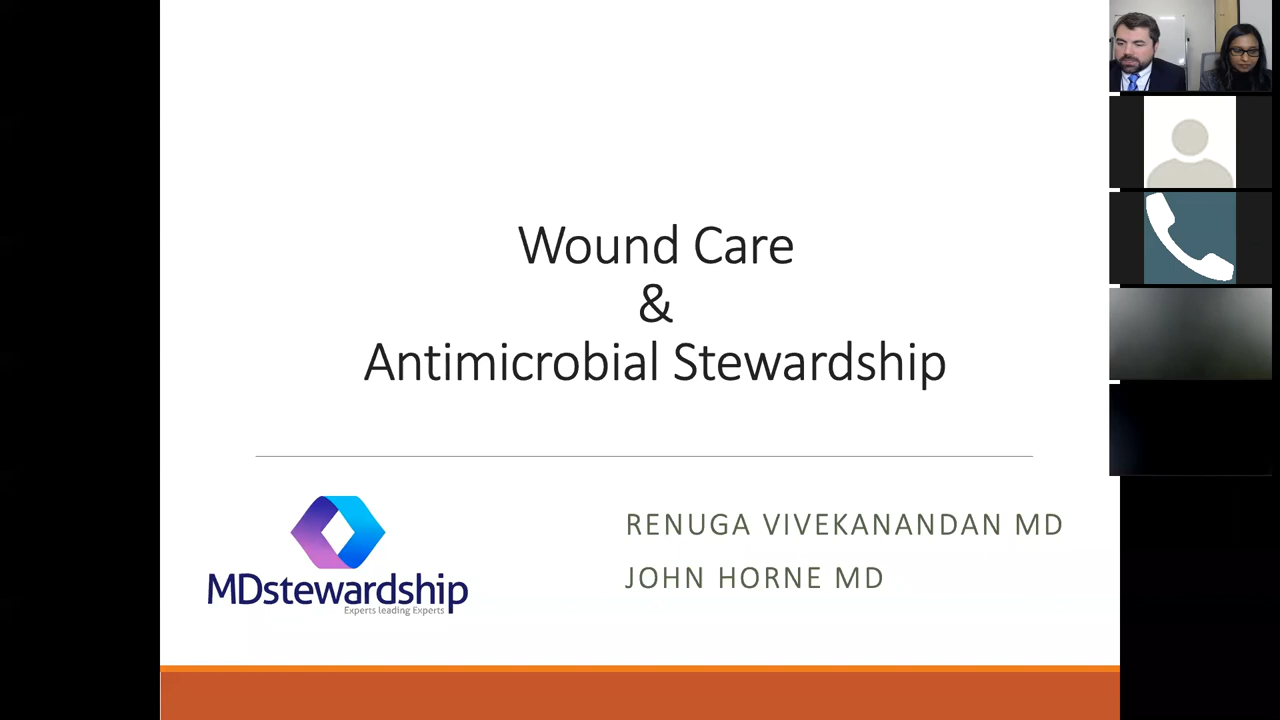 Wound Care
&
Antimicrobial Stewardship
MDstewardship
Experts leading Experts
RENUGA VIVEKANANDAN MD
JOHN HORNE MD